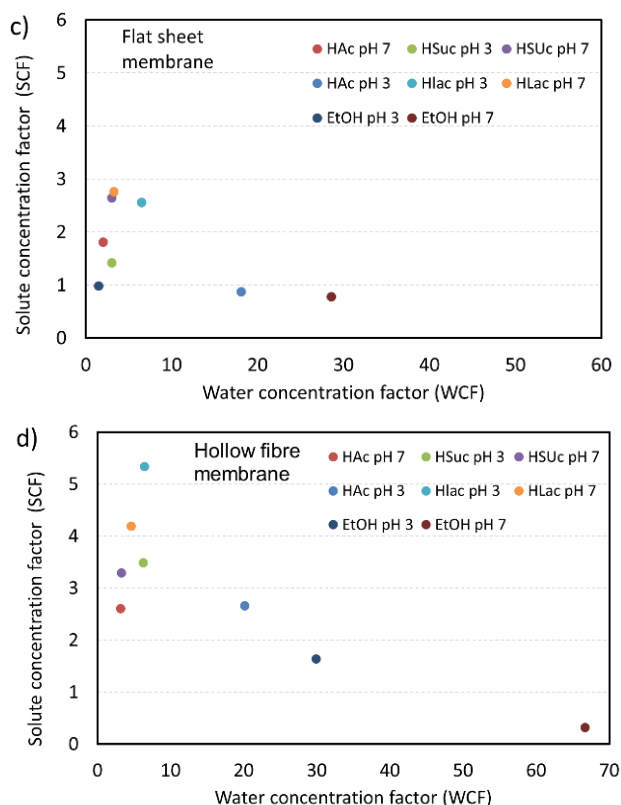 c)
Flat sheet
membrane
HAc pH 7 HSuc pH 3 HSUc pH 7
HAc pH 3 Hlac pH 3 HLac pH 7
EtOH pH 3 EtOH pH 7
Solute concentration factor (SCF)
6
5
4
3
2
1
0
0 10 20 30 40 50 60
Water concentration factor (WCF)
d)
Hollow fibre
membrane
HAc pH 7 HSuc pH 3 HSUc pH 7
HAc pH 3 Hlac pH 3 HLac pH 7
EtOH pH 3 EtOH pH 7
Solute concentration factor (SCF)
6
5
4
3
2
1
0
0 10 20 30 40 50 60 70
Water concentration factor (WCF)